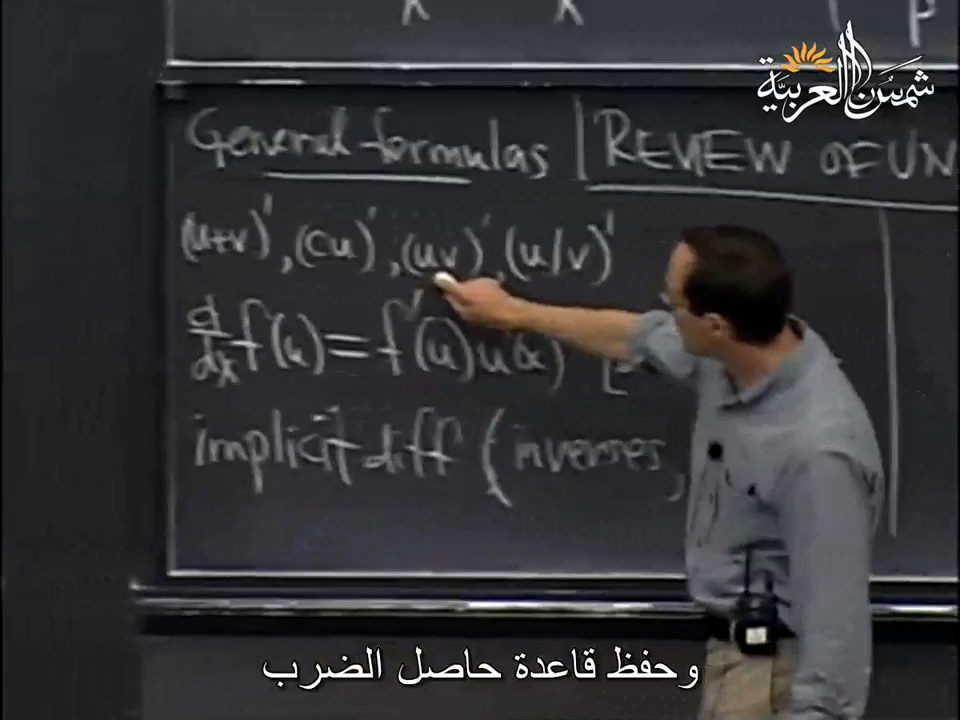 شمس العربية
General formulas | REVIEW OF UN
(u+v)', (cu)', (uv)', (u/v)'
d/dx f(u) = f'(u) u'(x)
implicit diff (inverses,
وحفظ قاعدة حاصل الضرب